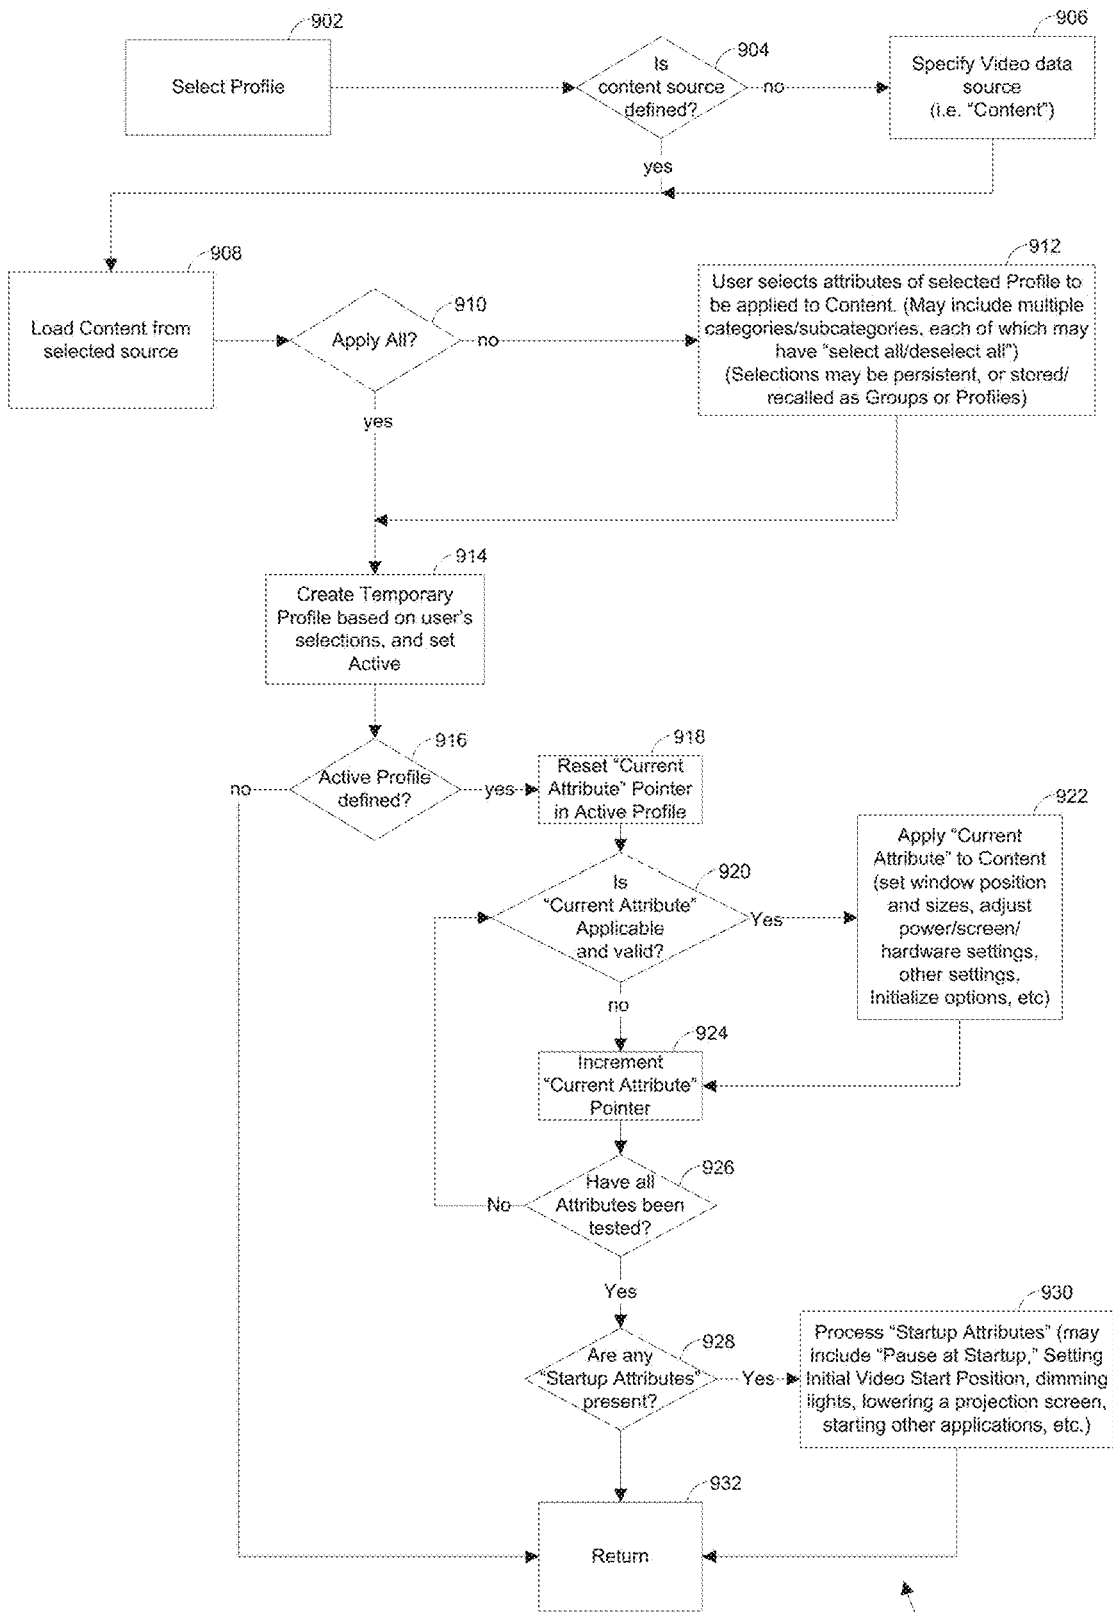 902
Select Profile
904
Is
content source
defined?
no
yes
906
Specify Video data
source
(i.e. “Content”)
908
Load Content from
selected source
910
Apply All?
no
yes
912
User selects attributes of selected Profile to
be applied to Content. (May include multiple
categories/subcategories, each of which may
have “select all/deselect all”)
(Selections may be persistent, or stored/
recalled as Groups or Profiles)
914
Create Temporary
Profile based on user’s
selections, and set
Active
916
Active Profile
defined?
no
yes
918
Reset “Current
Attribute” Pointer
in Active Profile
920
Is
“Current Attribute”
Applicable
and valid?
Yes
no
922
Apply “Current
Attribute” to Content
(set window position
and sizes, adjust
power/screen/
hardware settings,
other settings,
Initialize options, etc)
924
Increment
“Current Attribute”
Pointer
926
Have all
Attributes been
tested?
No
Yes
928
Are any
“Startup Attributes”
present?
Yes
930
Process “Startup Attributes” (may
include “Pause at Startup,” Setting
Initial Video Start Position, dimming
lights, lowering a projection screen,
starting other applications, etc.)
932
Return